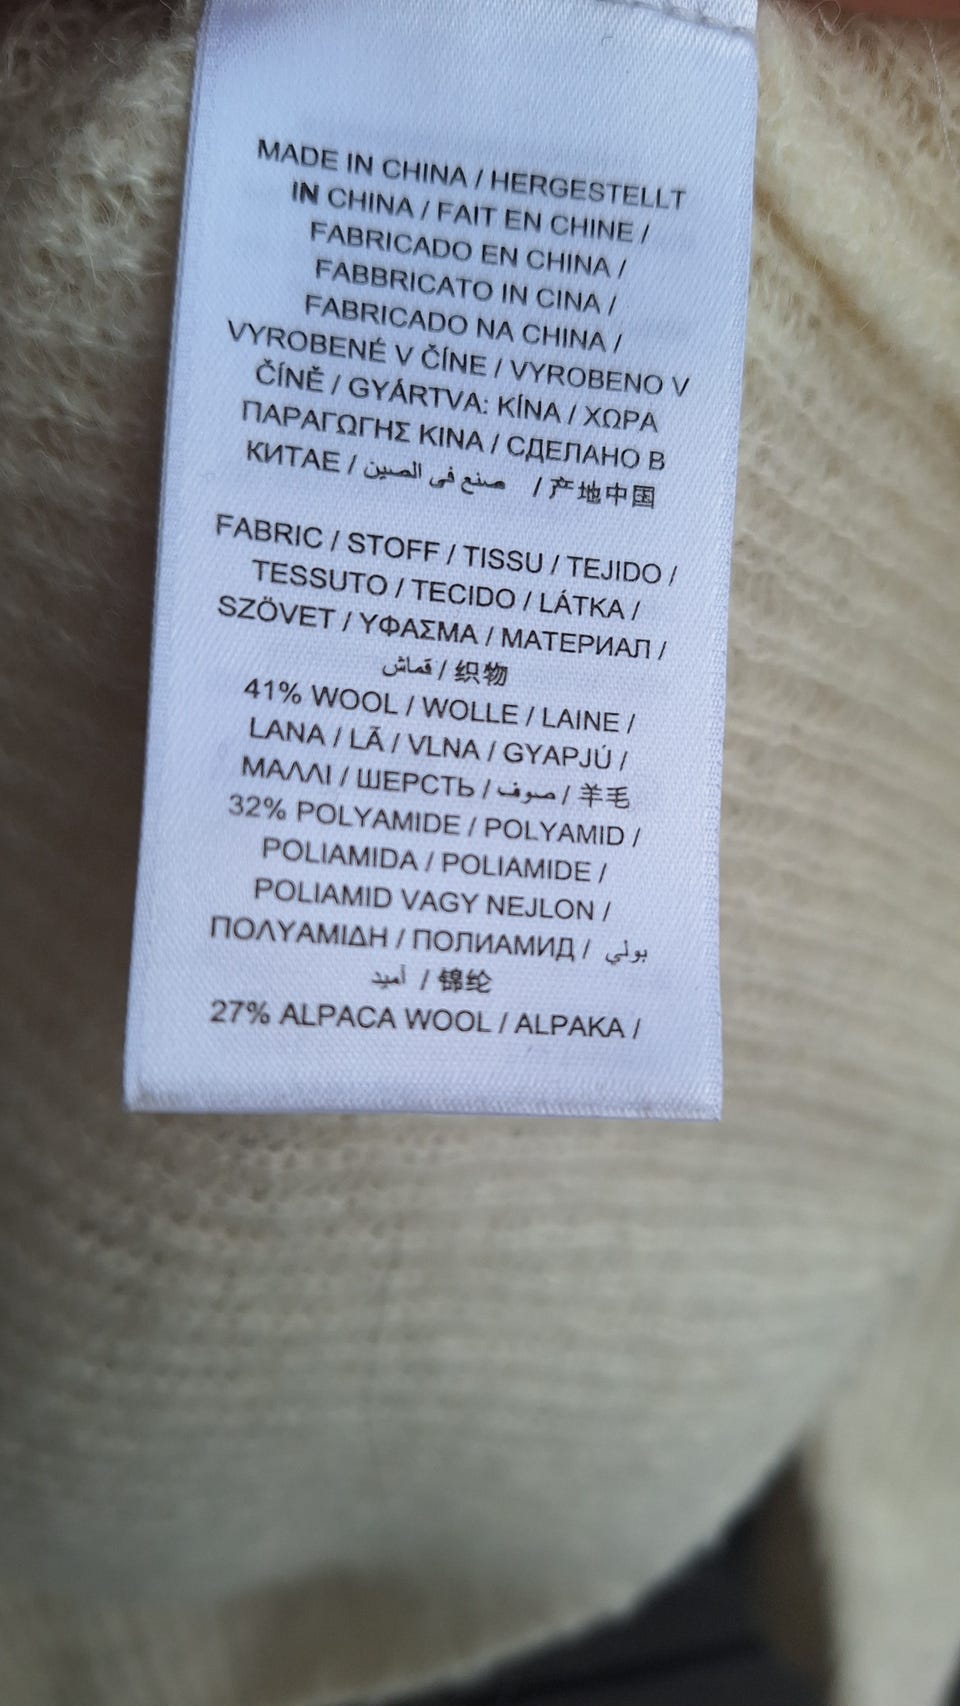 MADE IN CHINA / HERGESTELLT
IN CHINA / FAIT EN CHINE /
FABRICADO EN CHINA /
FABBRICATO IN CINA /
FABRICADO NA CHINA /
VYROBENÉ V ČÍNE / VYROBENO V
ČÍNĚ / GYÁRTVA: KÍNA / ΧΩΡΑ
ΠΑΡΑΓΩΓΗΣ ΚΙΝΑ / СДЕЛАНО В
КИТАЕ / صنع في الصين / 产地中国
FABRIC / STOFF / TISSU / TEJIDO /
TESSUTO / TECIDO / LÁTKA /
SZÖVET / ΥΦΑΣΜΑ / МАТЕРИАЛ /
قماش / 织物
41% WOOL / WOLLE / LAINE /
LANA / LÃ / VLNA / GYAPJÚ /
ΜΑΛΛΙ / ШЕРСТЬ / صوف / 羊毛
32% POLYAMIDE / POLYAMID /
POLIAMIDA / POLIAMIDE /
POLIAMID VAGY NEJLON /
ΠΟΛΥΑΜΙΔΗ / ПОЛИАМИД / بولي
أميد / 锦纶
27% ALPACA WOOL / ALPAKA /